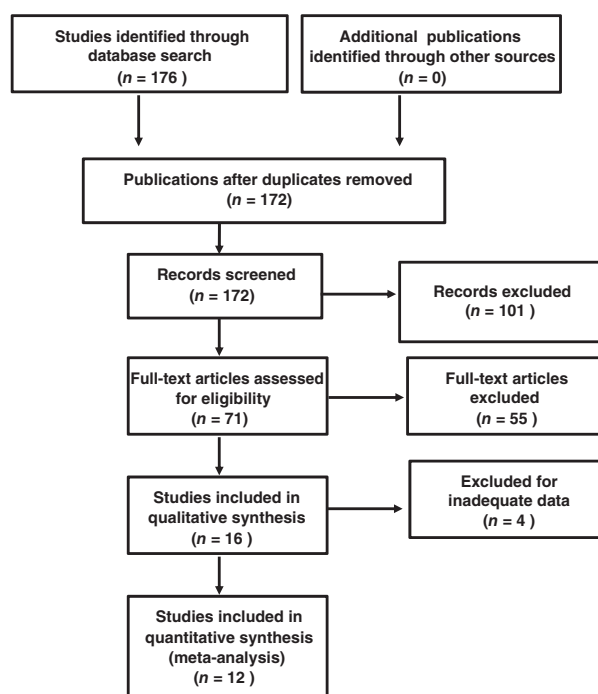 Studies identified through
database search
(n = 176 )
Additional publications
identified through other sources
(n = 0)
Publications after duplicates removed
(n = 172)
Records screened
(n = 172)
Records excluded
(n = 101 )
Full-text articles assessed
for eligibility
(n = 71)
Full-text articles
excluded
(n = 55 )
Studies included in
qualitative synthesis
(n = 16 )
Excluded for
inadequate data
(n = 4 )
Studies included in
quantitative synthesis
(meta-analysis)
(n = 12 )